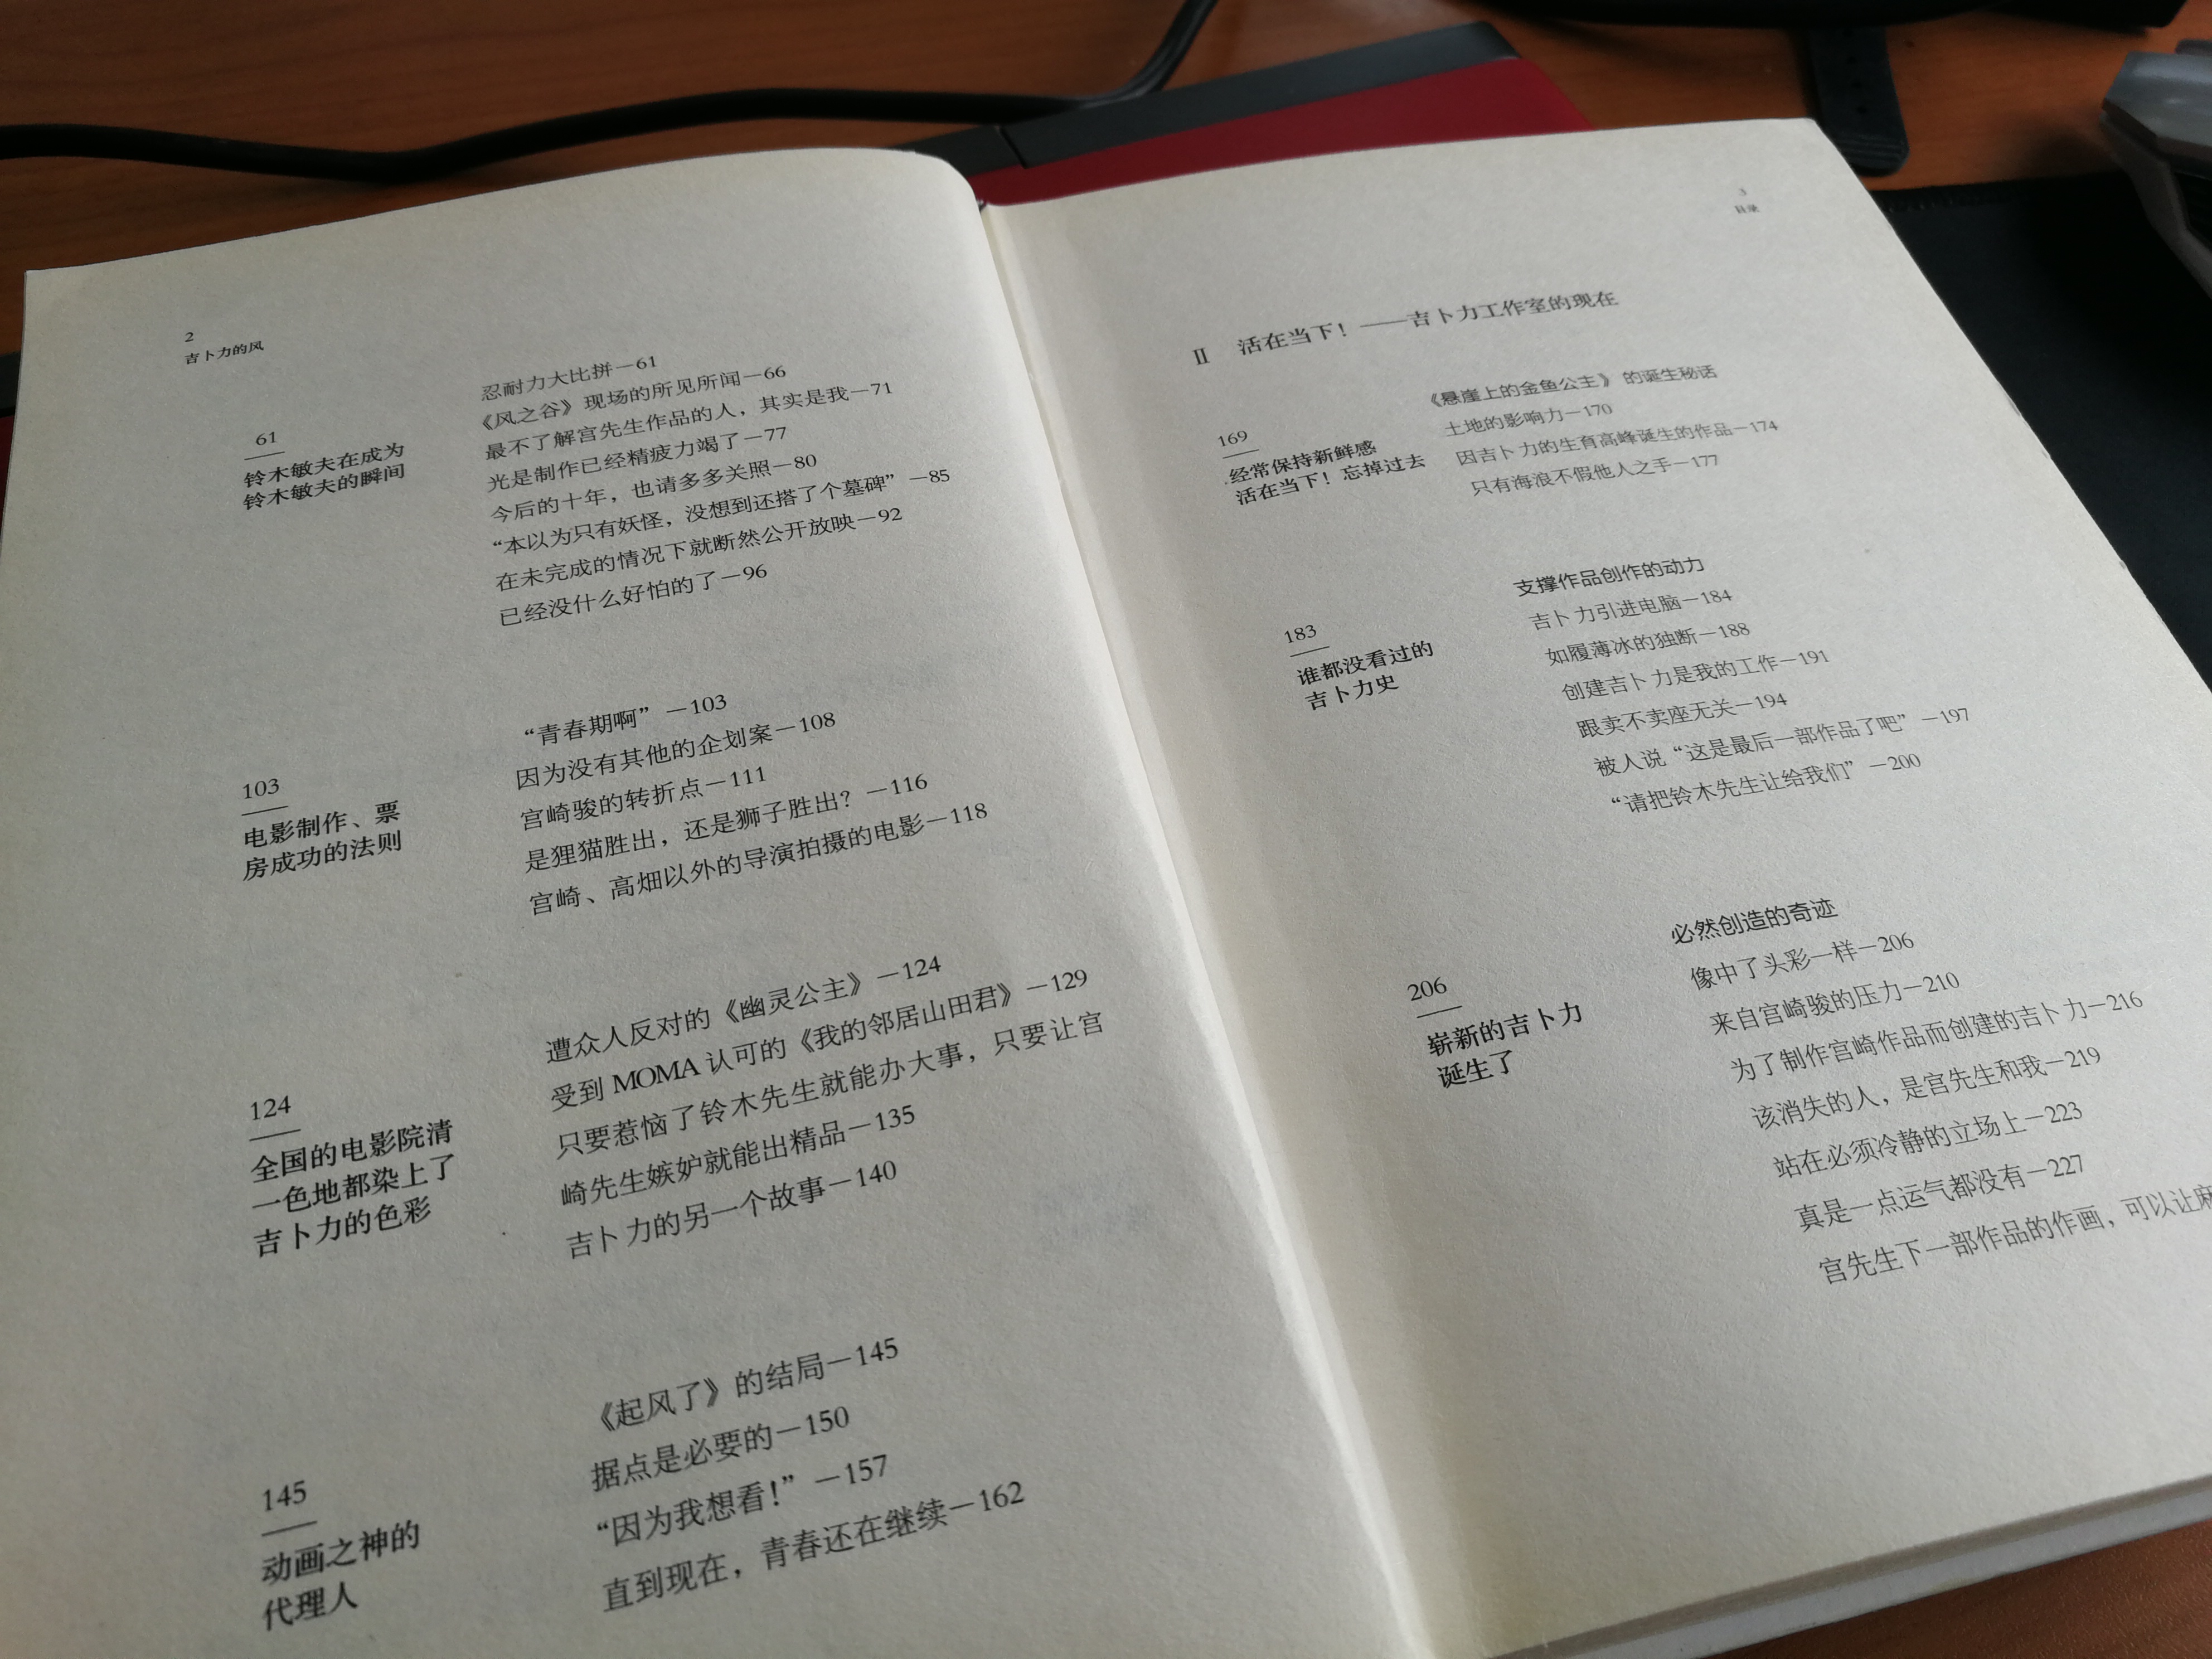 2
吉卜力的风
61
铃木敏夫在成为
铃木敏夫的瞬间
忍耐力大比拼—61
《风之谷》现场的所见所闻—66
最不了解宫先生作品的人，其实是我—71
光是制作已经精疲力竭了—77
今后的十年，也请多多关照—80
“本以为只有妖怪，没想到还搭了个墓碑”—85
在未完成的情况下就断然公开放映—92
已经没什么好怕的了—96
103
电影制作、票
房成功的法则
“青春期啊”—103
因为没有其他的企划案—108
宫崎骏的转折点—111
是狸猫胜出，还是狮子胜出？—116
宫崎、高畑以外的导演拍摄的电影—118
124
全国的电影院清
一色地都染上了
吉卜力的色彩
遭众人反对的《幽灵公主》—124
受到 MOMA 认可的《我的邻居山田君》—129
只要惹恼了铃木先生就能办大事，只要让宫
崎先生嫉妒就能出精品—135
吉卜力的另一个故事—140
145
动画之神的
代理人
《起风了》的结局—145
据点是必要的—150
“因为我想看！”—157
直到现在，青春还在继续—162
3
目录
II 活在当下！——吉卜力工作室的现在
169
经常保持新鲜感
活在当下！忘掉过去
《悬崖上的金鱼公主》的诞生秘话
土地的影响力—170
因吉卜力的生育高峰诞生的作品—174
只有海浪不假他人之手—177
183
谁都没看过的
吉卜力史
支撑作品创作的动力
吉卜力引进电脑—184
如履薄冰的独断—188
创建吉卜力是我的工作—191
跟卖不卖座无关—194
被人说“这是最后一部作品了吧”—197
“请把铃木先生让给我们”—200
206
崭新的吉卜力
诞生了
必然创造的奇迹
像中了头彩一样—206
来自宫崎骏的压力—210
为了制作宫崎作品而创建的吉卜力—216
该消失的人，是宫先生和我—219
站在必须冷静的立场上—223
真是一点运气都没有—227
宫先生下一部作品的作画，可以让